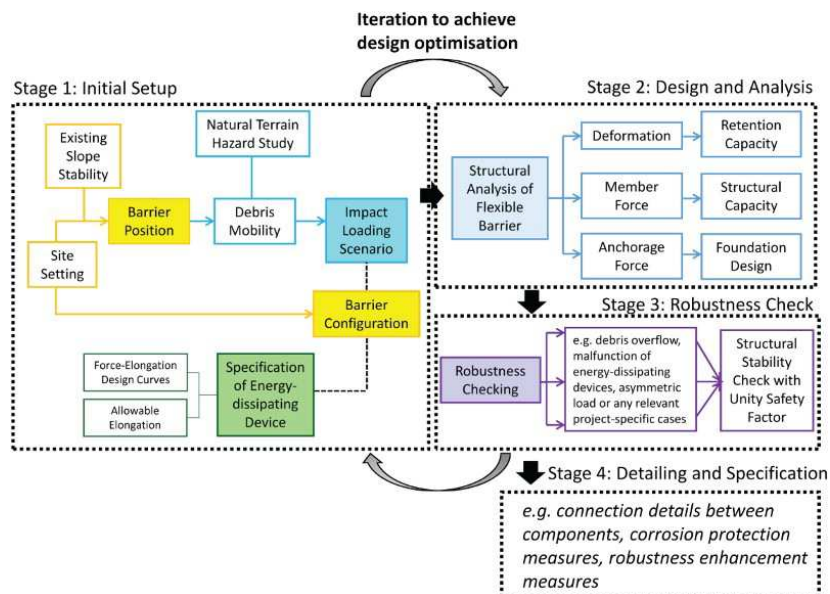 Iteration to achieve
design optimisation
Stage 1: Initial Setup
Existing
Slope
Stability
Natural Terrain
Hazard Study
Barrier
Position
Debris
Mobility
Impact
Loading
Scenario
Site
Setting
Barrier
Configuration
Force-Elongation
Design Curves
Allowable
Elongation
Specification
of Energy-
dissipating
Device
Stage 2: Design and Analysis
Structural
Analysis of
Flexible
Barrier
Deformation
Retention
Capacity
Member
Force
Structural
Capacity
Anchorage
Force
Foundation
Design
Stage 3: Robustness Check
Robustness
Checking
e.g. debris overflow,
malfunction of
energy-dissipating
devices, asymmetric
load or any relevant
project-specific cases
Structural
Stability
Check with
Unity Safety
Factor
Stage 4: Detailing and Specification
e.g. connection details between
components, corrosion protection
measures, robustness enhancement
measures